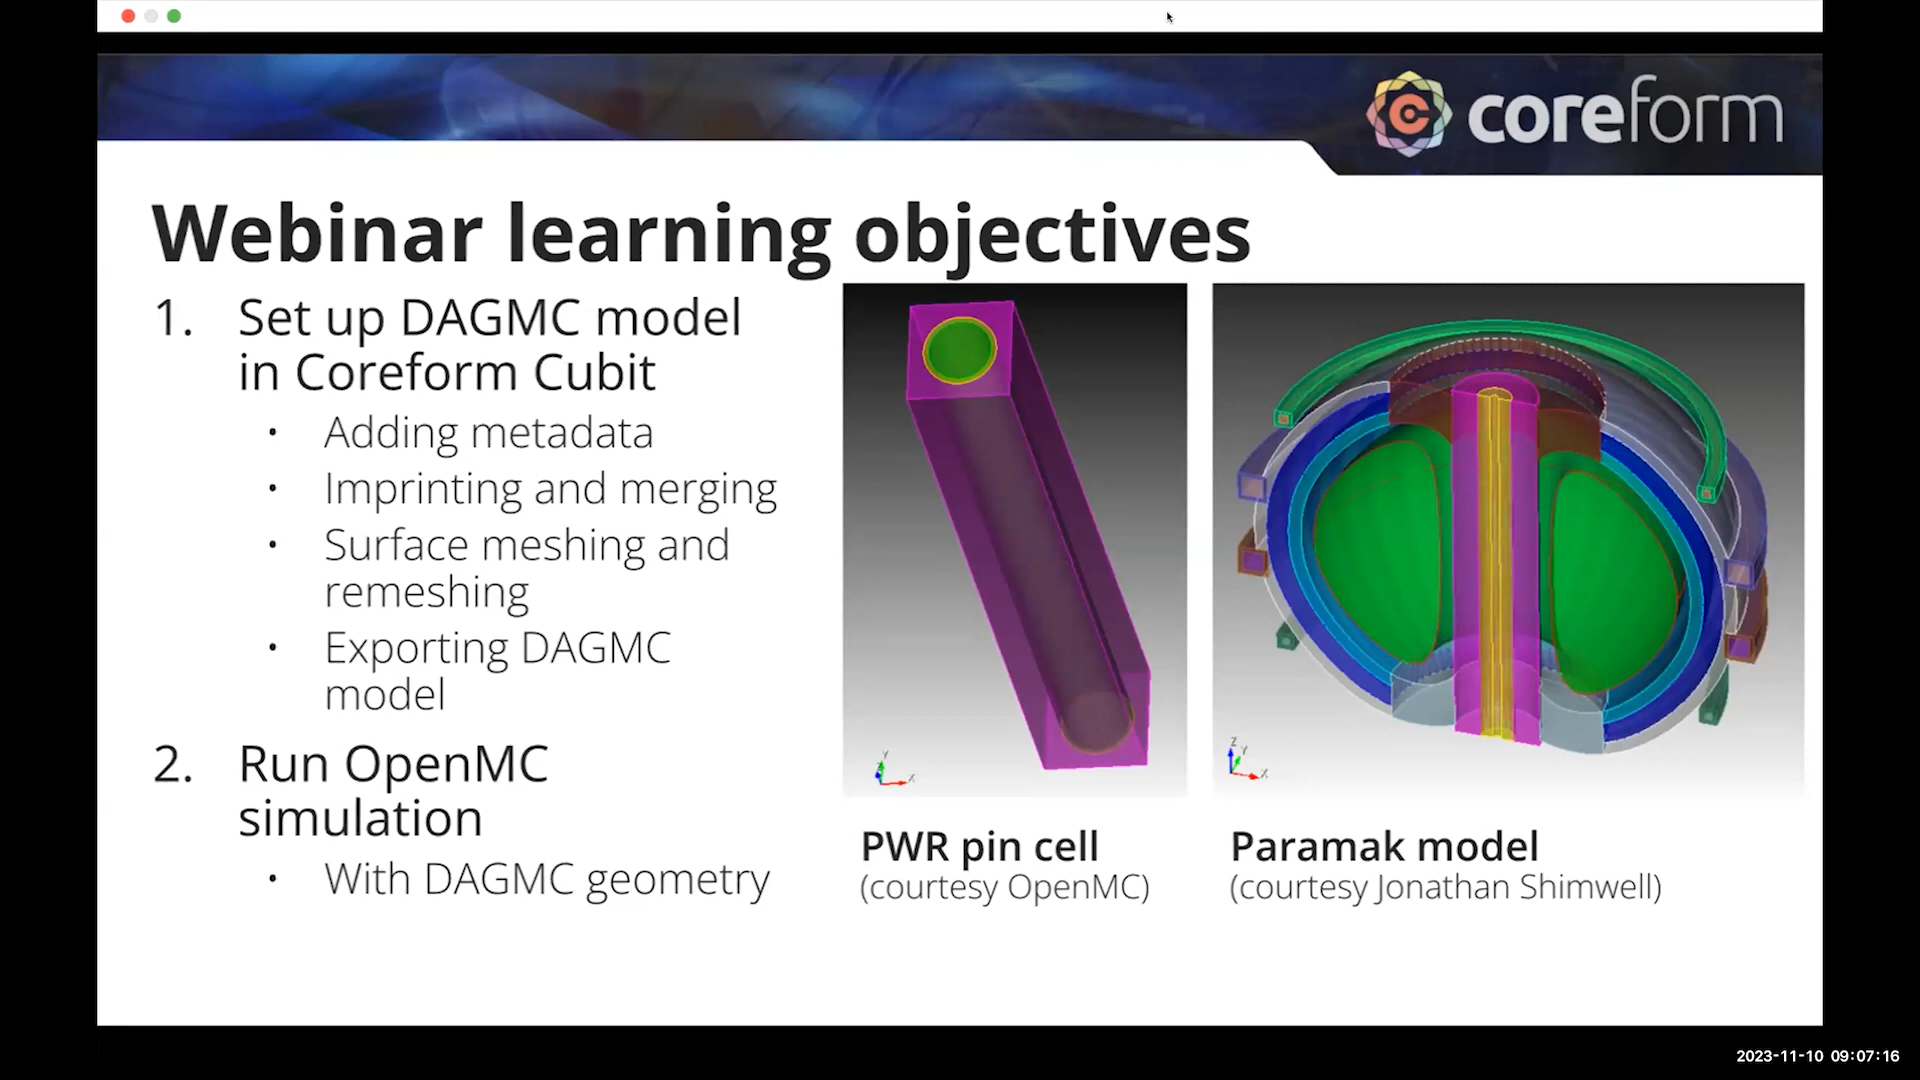 coreform
Webinar learning objectives
1. Set up DAGMC model
in Coreform Cubit
• Adding metadata
• Imprinting and merging
• Surface meshing and
remeshing
• Exporting DAGMC
model
2. Run OpenMC
simulation
• With DAGMC geometry
Y
X
Z
Y
X
PWR pin cell
(courtesy OpenMC)
Paramak model
(courtesy Jonathan Shimwell)
2023-11-10 09:07:16